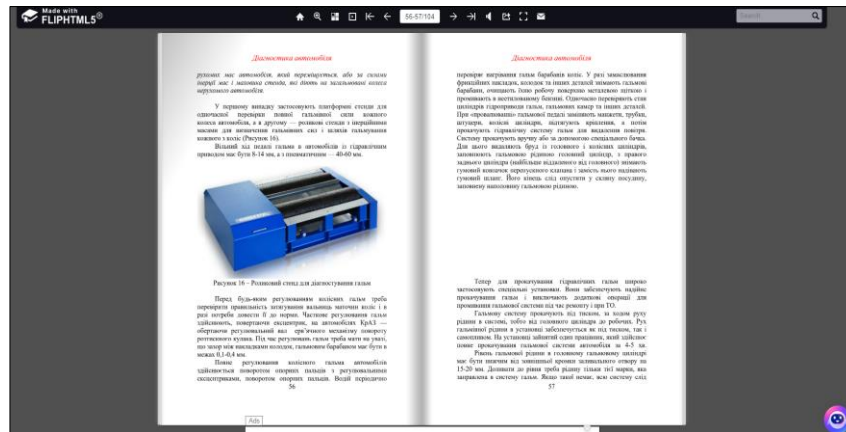 Made with
FLIPHTML5®
56-57/104
Search
Діагностика автомобіля
рухомих мас автомобіля, який переміщується, або за силами
інерції мас і маховика стенда, які діють на загальмовані колеса
нерухомого автомобіля.
У першому випадку застосовують платформні стенди для
одночасної перевірки повної гальмівної сили кожного
колеса автомобіля, а в другому — роликові стенди з інерційними
масами для визначення гальмівних сил і шляхів гальмування
кожного з коліс (Рисунок 16).
Вільний хід педалі гальма в автомобілів із гідравлічним
приводом має бути 8-14 мм, а з пневматичним — 40-60 мм.
Рисунок 16 – Роликовий стенд для діагностування гальм
Перед будь-яким регулюванням колісних гальм треба
перевірити правильність затягування вальниць маточин коліс і в
разі потреби довести її до норми. Часткове регулювання гальм
здійснюють, повертаючи ексцентрик, на автомобілях КрАЗ —
обертаючи регулювальний вал черв'ячного механізму повороту
розтискного кулака. Під час регулювань гальм треба мати на увазі,
що зазор між накладками колодок, гальмовим барабаном має бути в
межах 0,1-0,4 мм.
Повне регулювання колісного гальма автомобілів
здійснюється поворотом опорних пальців з регулювальними
ексцентриками, поворотом опорних пальців. Водій періодично
56
Діагностика автомобіля
перевіряє нагрівання гальм барабанів коліс. У разі замаслювання
фрикційних накладок, колодок та інших деталей знімають гальмові
барабани, очищають їхню робочу поверхню металевою щіткою і
промивають в неетилованому бензині. Одночасно перевіряють стан
циліндрів гідроприводу гальм, гальмових камер та інших деталей.
При «провалюванні» гальмової педалі замінюють манжети, трубки,
штуцери, колісні циліндри, підтягують кріплення, а потім
прокачують гідравлічну систему гальм для видалення повітря.
Систему прокачують вручну або за допомогою спеціального бачка.
Для цього видаляють бруд із головного і колісних циліндрів,
заповнюють гальмовою рідиною головний циліндр, з правого
заднього циліндра (найбільше віддаленого від головного) знімають
гумовий ковпачок перепускного клапана і замість нього надівають
гумовий шланг. Його кінець слід опустити у скляну посудину,
заповнену наполовину гальмовою рідиною.
Тепер для прокачування гідравлічних гальм широко
застосовують спеціальні установки. Вони забезпечують надійне
прокачування гальм і виключають додаткові операції для
промивання гальмової системи під час ремонту і при ТО.
Гальмову систему прокачують під тиском, за ходом руху
рідини в системі, тобто від головного циліндра до робочих. Рух
гальмівної рідини в установці забезпечується як під тиском, так і
самопливом. На установці зайнятий один працівник, який здійснює
повне прокачування гальмівної системи автомобіля за 4-5 хв.
Рівень гальмової рідини в головному гальмовому циліндрі
має бути нижчим від зовнішньої кромки заливального отвору на
15-20 мм. Доливати до рівня треба рідину тільки тієї марки, яка
заправлена в систему гальм. Якщо такої немає, всю систему слід
57
Ads